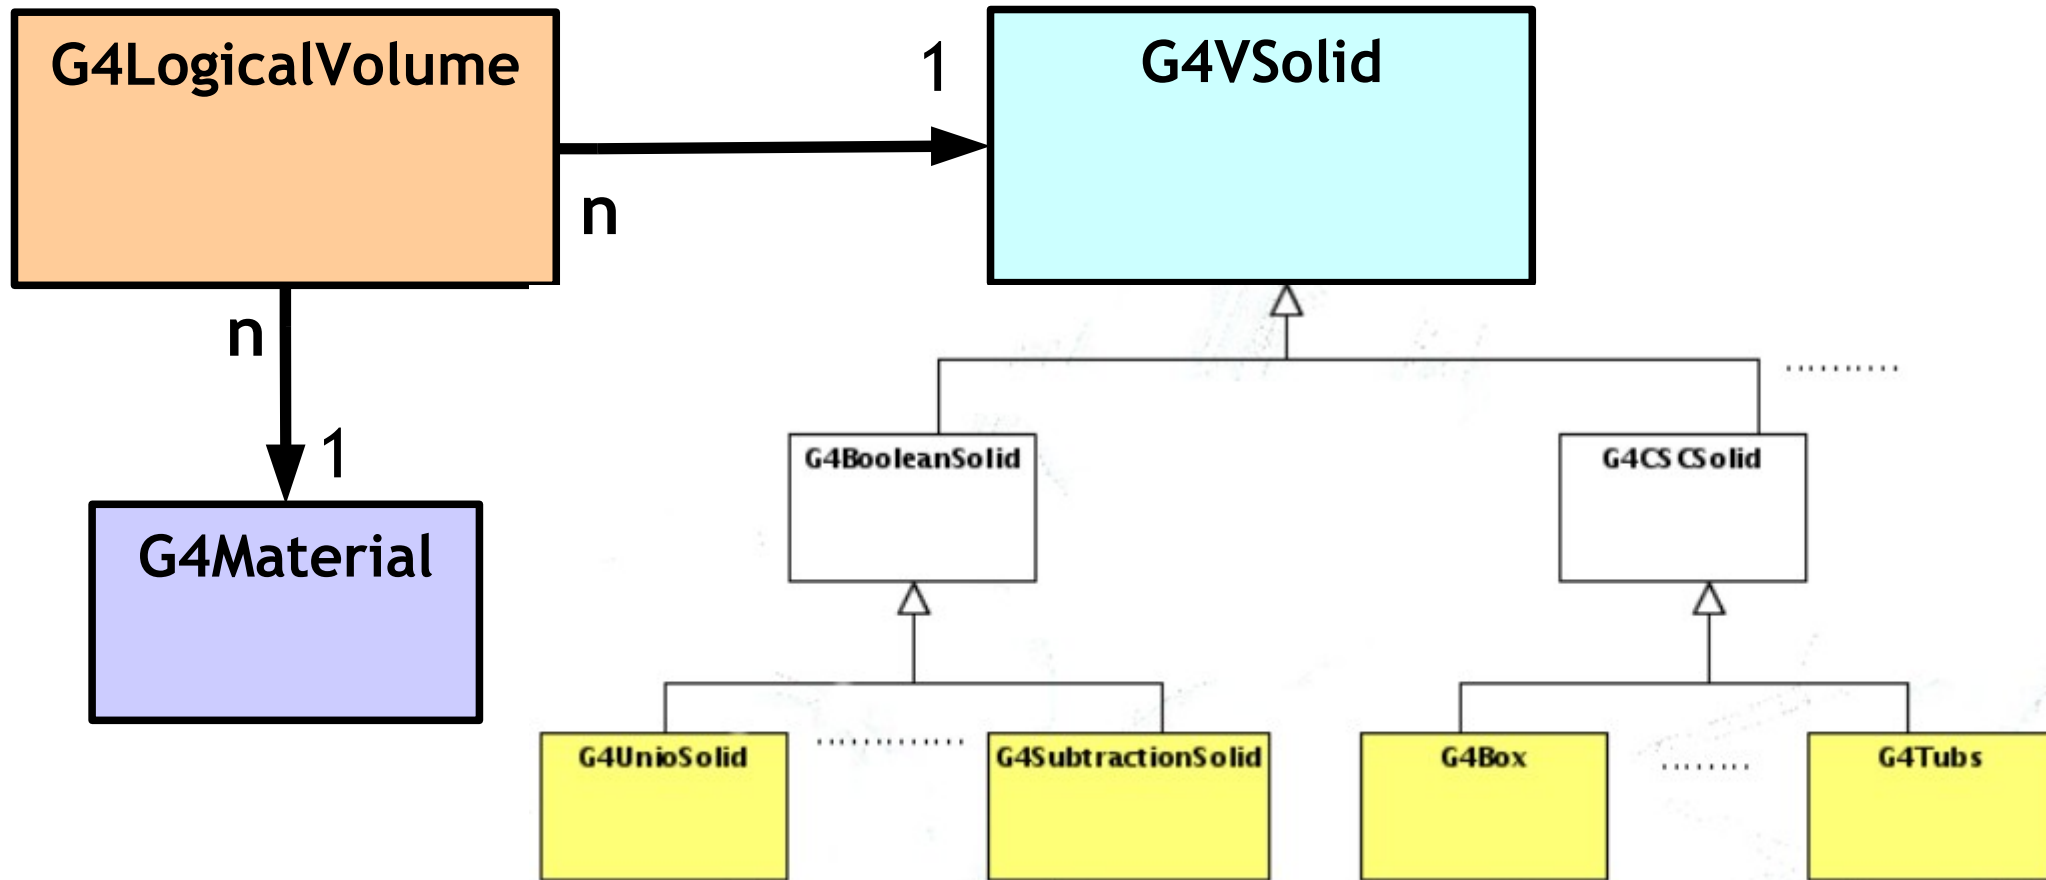 G4LogicalVolume
1
G4VSolid
n
n
1
G4Material
G4BooleanSolid
G4CSCSolid
G4UnioSolid
G4SubtractionSolid
G4Box
G4Tubs